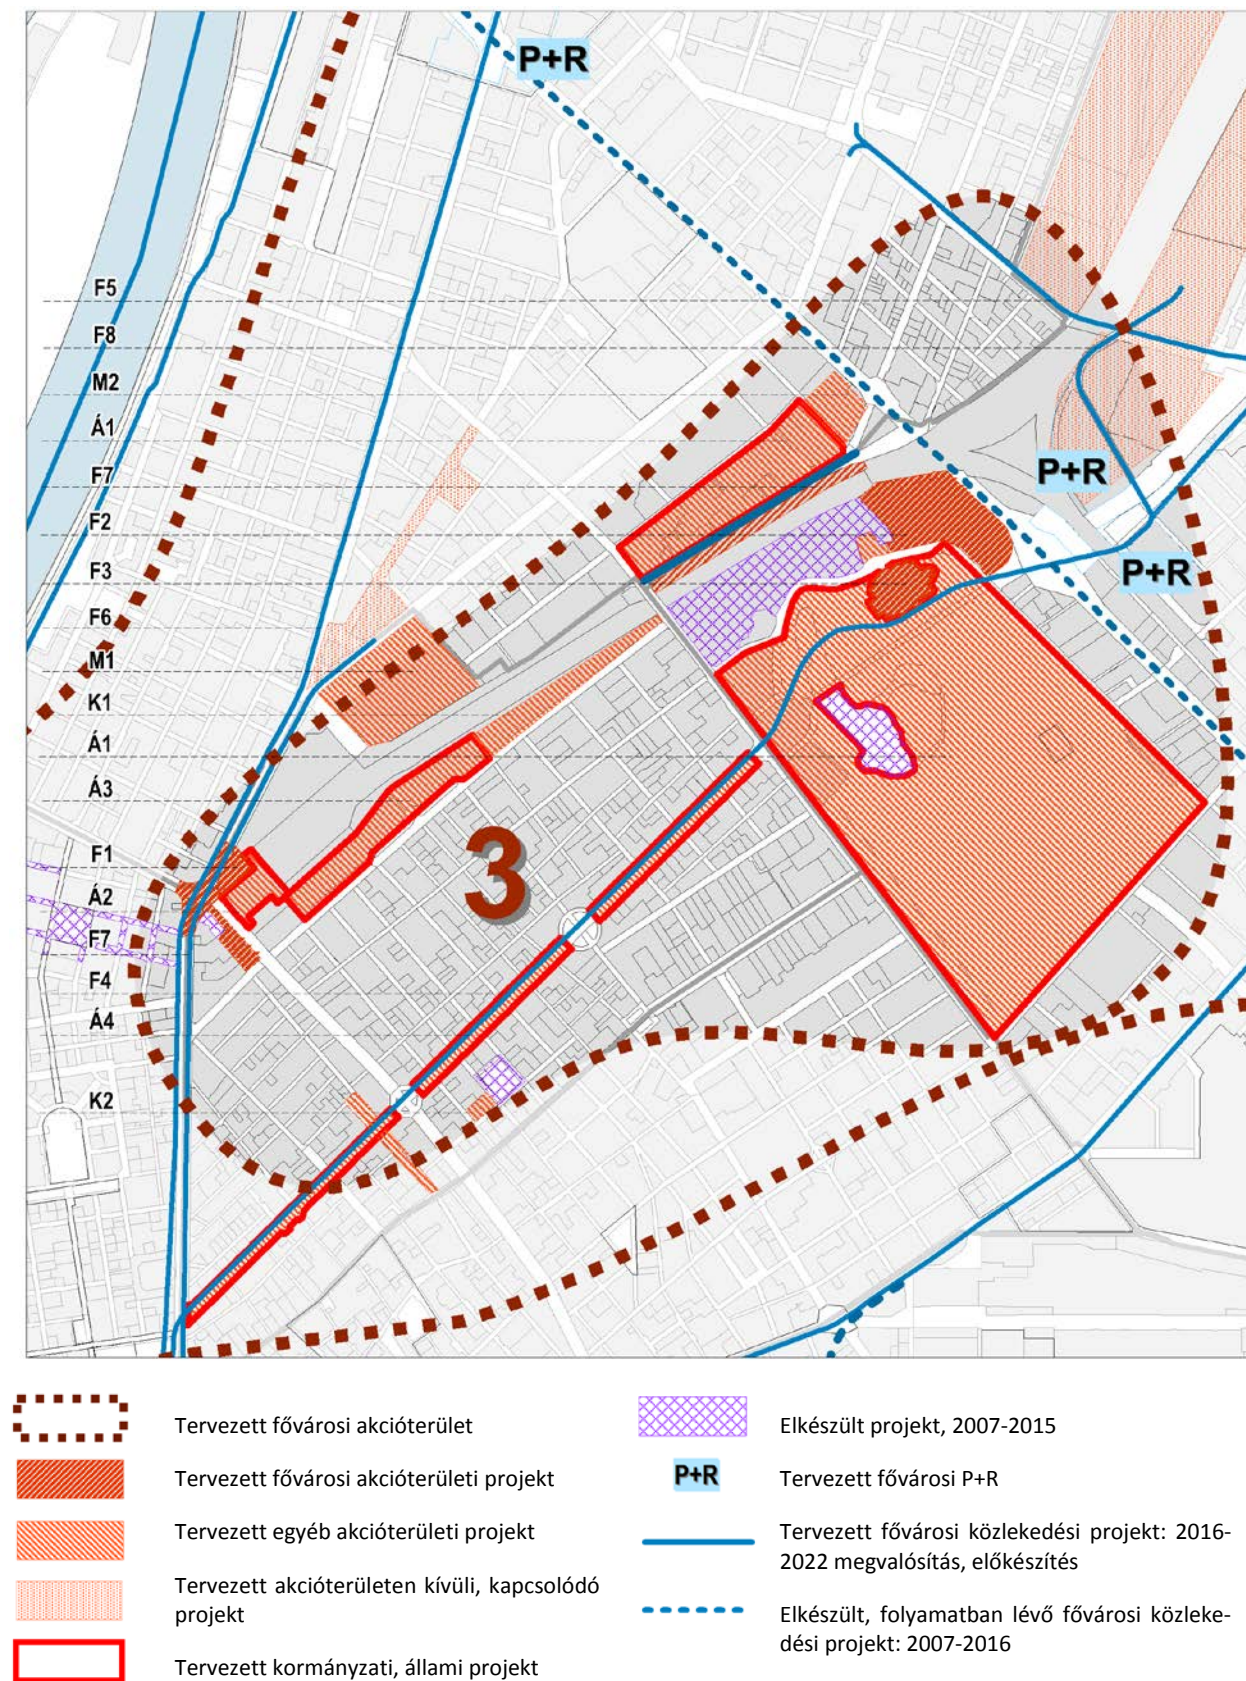 P+R
F5
F8
M2
Á1
F7
F2
P+R
F3
P+R
F6
M1
K1
Á1
Á3
3
F1
Á2
F7
F4
Á4
K2
Tervezett fővárosi akcióterület
Tervezett fővárosi akcióterületi projekt
Tervezett egyéb akcióterületi projekt
Tervezett akcióterületen kívüli, kapcsolódó
projekt
Tervezett kormányzati, állami projekt
Elkészült projekt, 2007-2015
P+R
Tervezett fővárosi P+R
Tervezett fővárosi közlekedési projekt: 2016-
2022 megvalósítás, előkészítés
Elkészült, folyamatban lévő fővárosi közleke-
dési projekt: 2007-2016